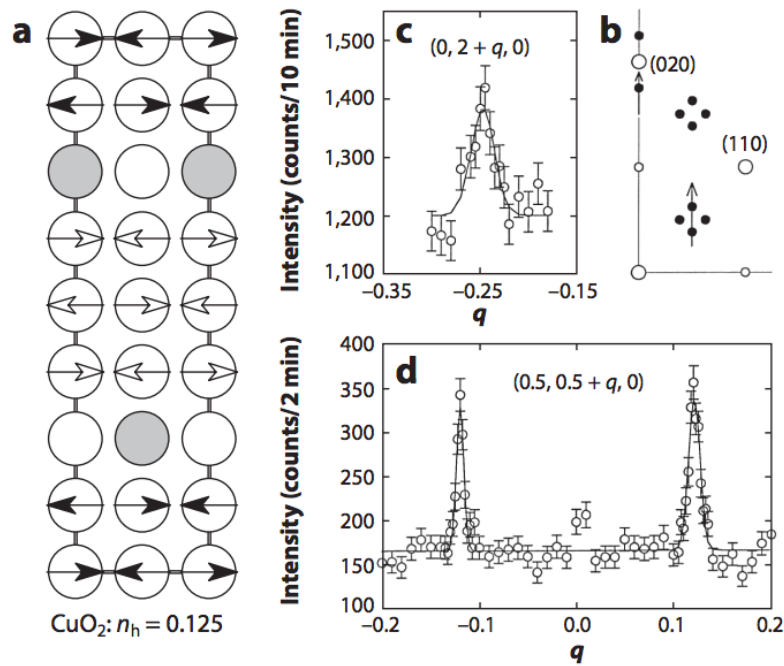 a
CuO₂: nₕ = 0.125
c
(0, 2 + q, 0)
Intensity (counts/10 min)
1,500
1,400
1,300
1,200
1,100
−0.35
−0.25
−0.15
q
b
(020)
(110)
d
(0.5, 0.5 + q, 0)
Intensity (counts/2 min)
400
350
300
250
200
150
100
−0.2
−0.1
0.0
0.1
0.2
q